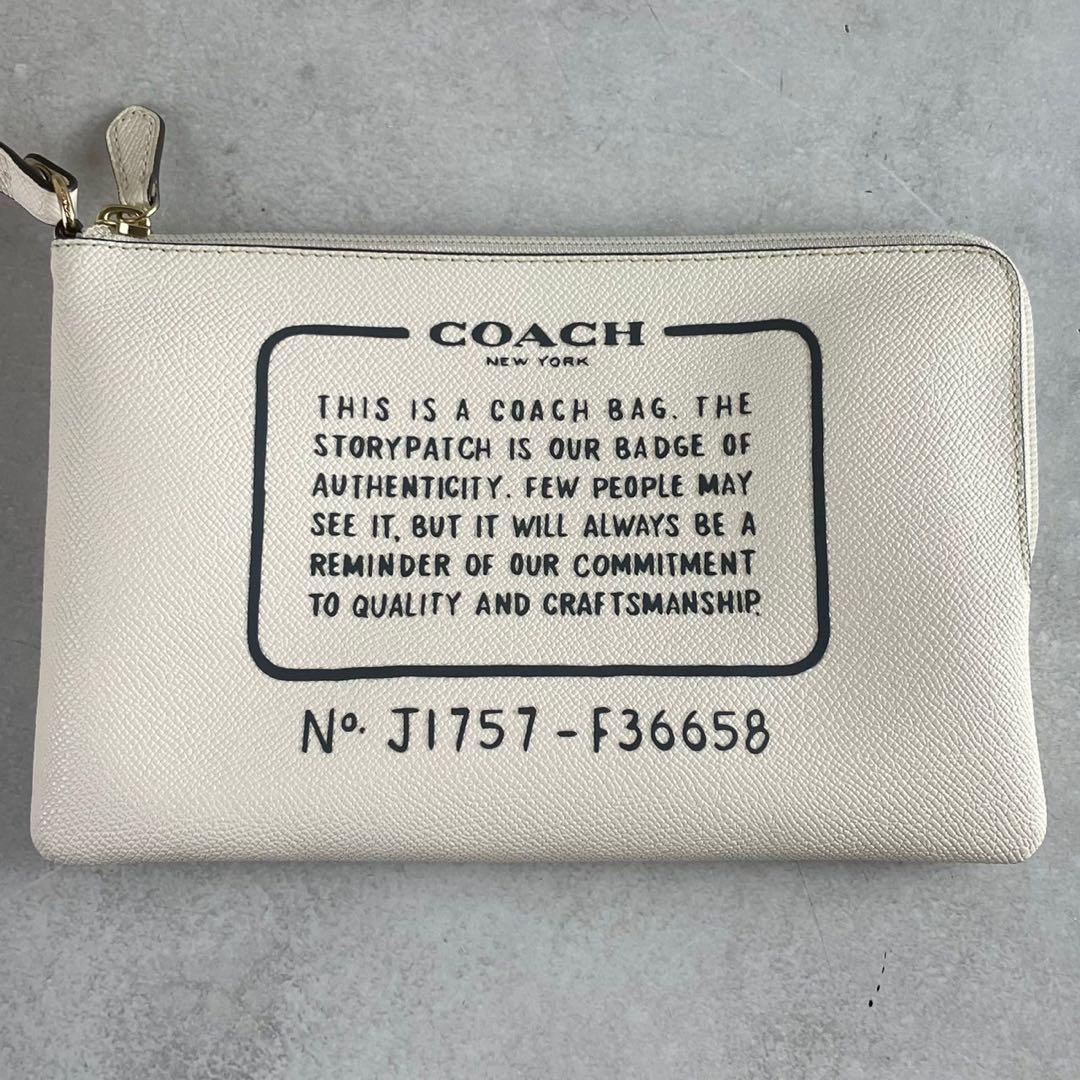 COACH
NEW YORK
THIS IS A COACH BAG. THE
STORYPATCH IS OUR BADGE OF
AUTHENTICITY. FEW PEOPLE MAY
SEE IT, BUT IT WILL ALWAYS BE A
REMINDER OF OUR COMMITMENT
TO QUALITY AND CRAFTSMANSHIP.
No. J1757-F36658